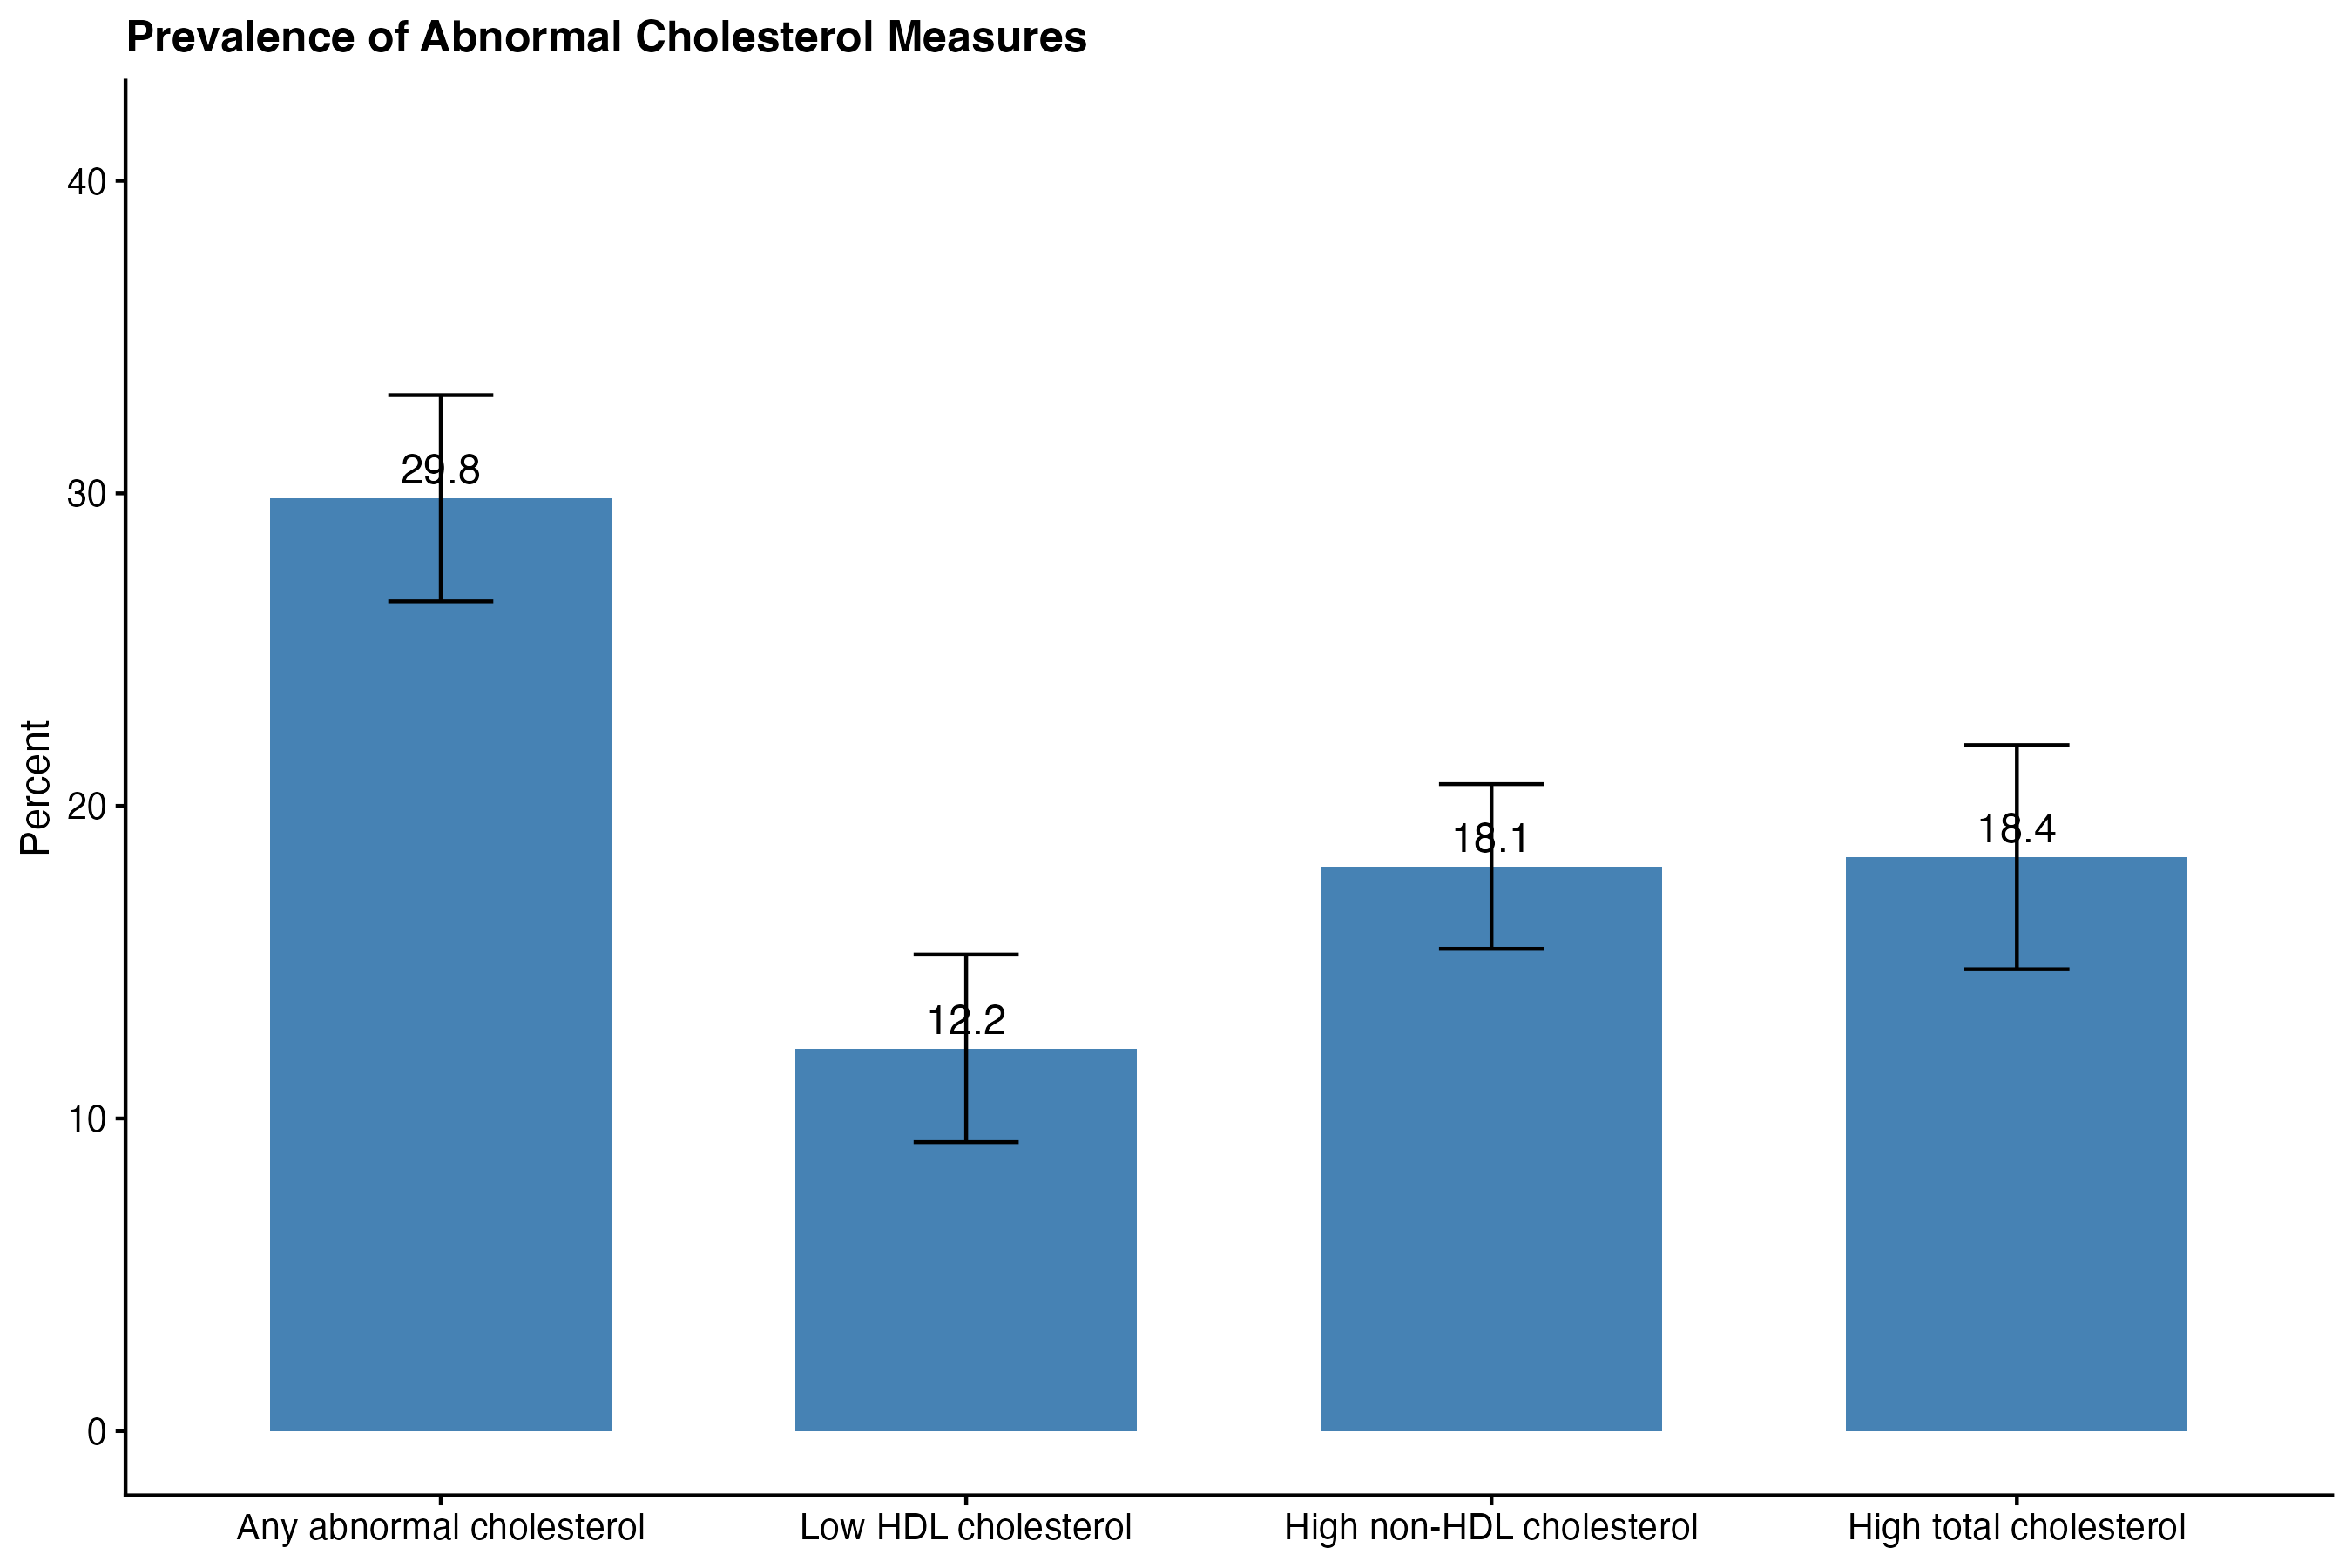 Prevalence of Abnormal Cholesterol Measures
40
30
20
10
0
Percent
29.8
12.2
18.1
18.4
Any abnormal cholesterol
Low HDL cholesterol
High non-HDL cholesterol
High total cholesterol